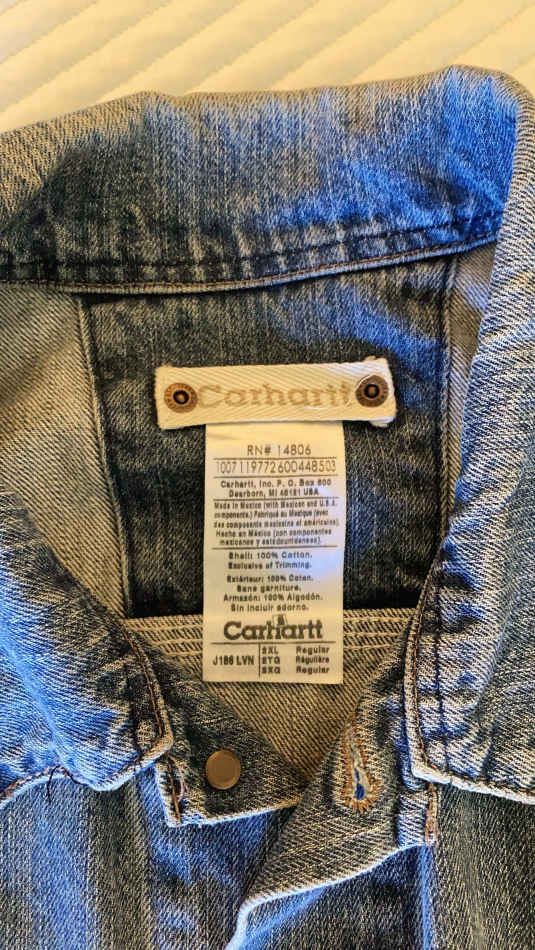 Carhartt
RN# 14806
1007119772600448503
Carhartt, Inc. P. O. Box 600
Dearborn, MI 48121 USA
Made in Mexico (with Mexican and U.S.A.
components.) Fabriqué au Mexique (avec
des composants mexicains et américains).
Hecho en México (con componentes
mexicanos y estadounidenses).
Shell: 100% Cotton.
Exclusive of Trimming.
Extérieur: 100% Coton.
Sans garniture.
Armazón: 100% Algodón.
Sin incluir adorno.
Carhartt
J186 LVN 2XL Regular
2TG Régulière
2XG Regular